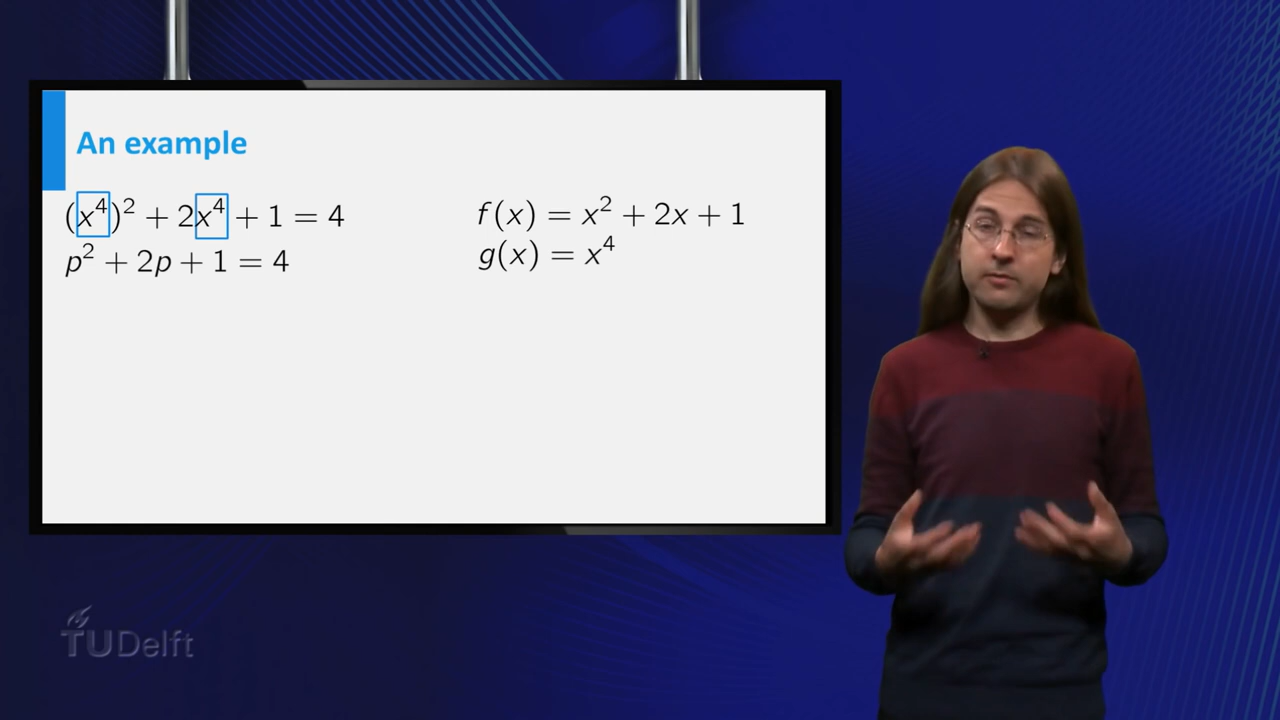 An example
(x⁴)² + 2x⁴ + 1 = 4
p² + 2p + 1 = 4
f(x) = x² + 2x + 1
g(x) = x⁴
TUDelft